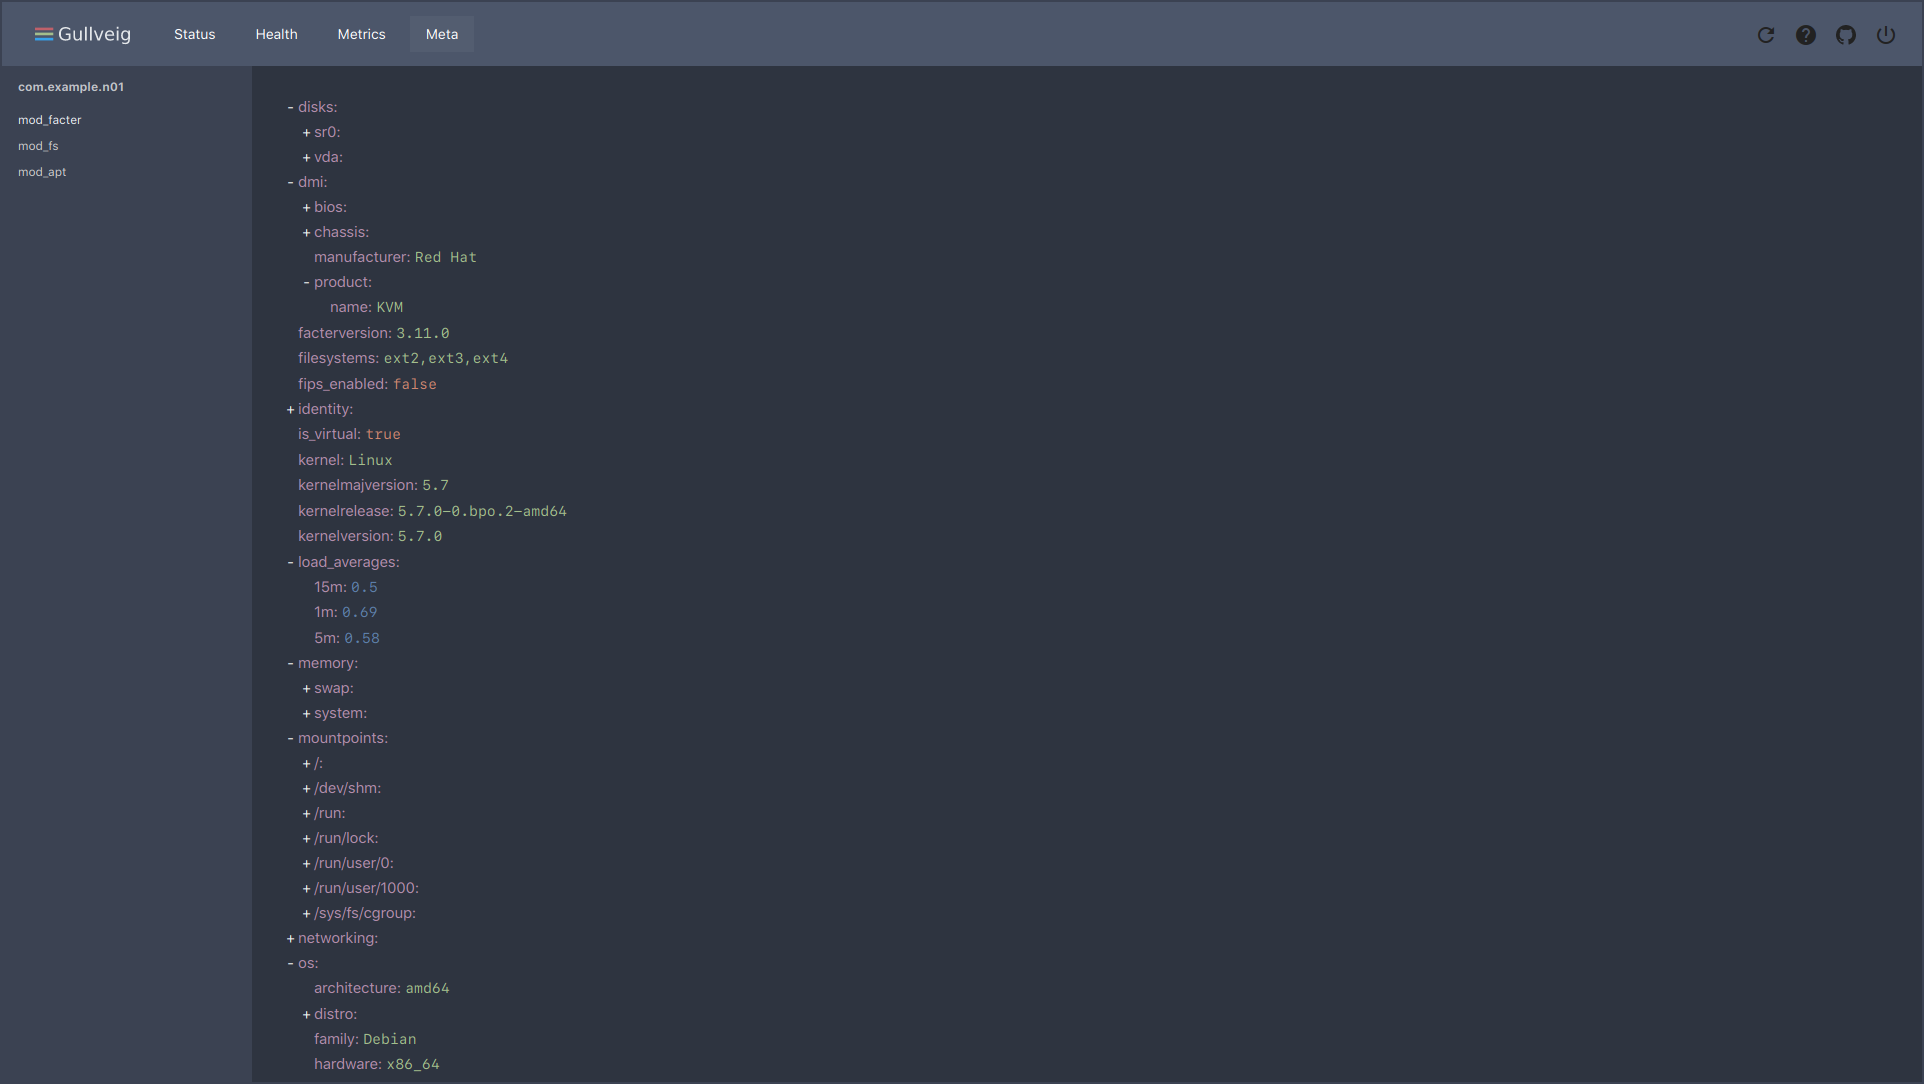 Gullveig Status Health Metrics Meta
com.example.n01
mod_facter
mod_fs
mod_apt
- disks:
+ sr0:
+ vda:
- dmi:
+ bios:
+ chassis:
manufacturer: Red Hat
- product:
name: KVM
facterversion: 3.11.0
filesystems: ext2,ext3,ext4
fips_enabled: false
+ identity:
is_virtual: true
kernel: Linux
kernelmajversion: 5.7
kernelrelease: 5.7.0-0.bpo.2-amd64
kernelversion: 5.7.0
- load_averages:
15m: 0.5
1m: 0.69
5m: 0.58
- memory:
+ swap:
+ system:
- mountpoints:
+ /:
+ /dev/shm:
+ /run:
+ /run/lock:
+ /run/user/0:
+ /run/user/1000:
+ /sys/fs/cgroup:
+ networking:
- os:
architecture: amd64
+ distro:
family: Debian
hardware: x86_64